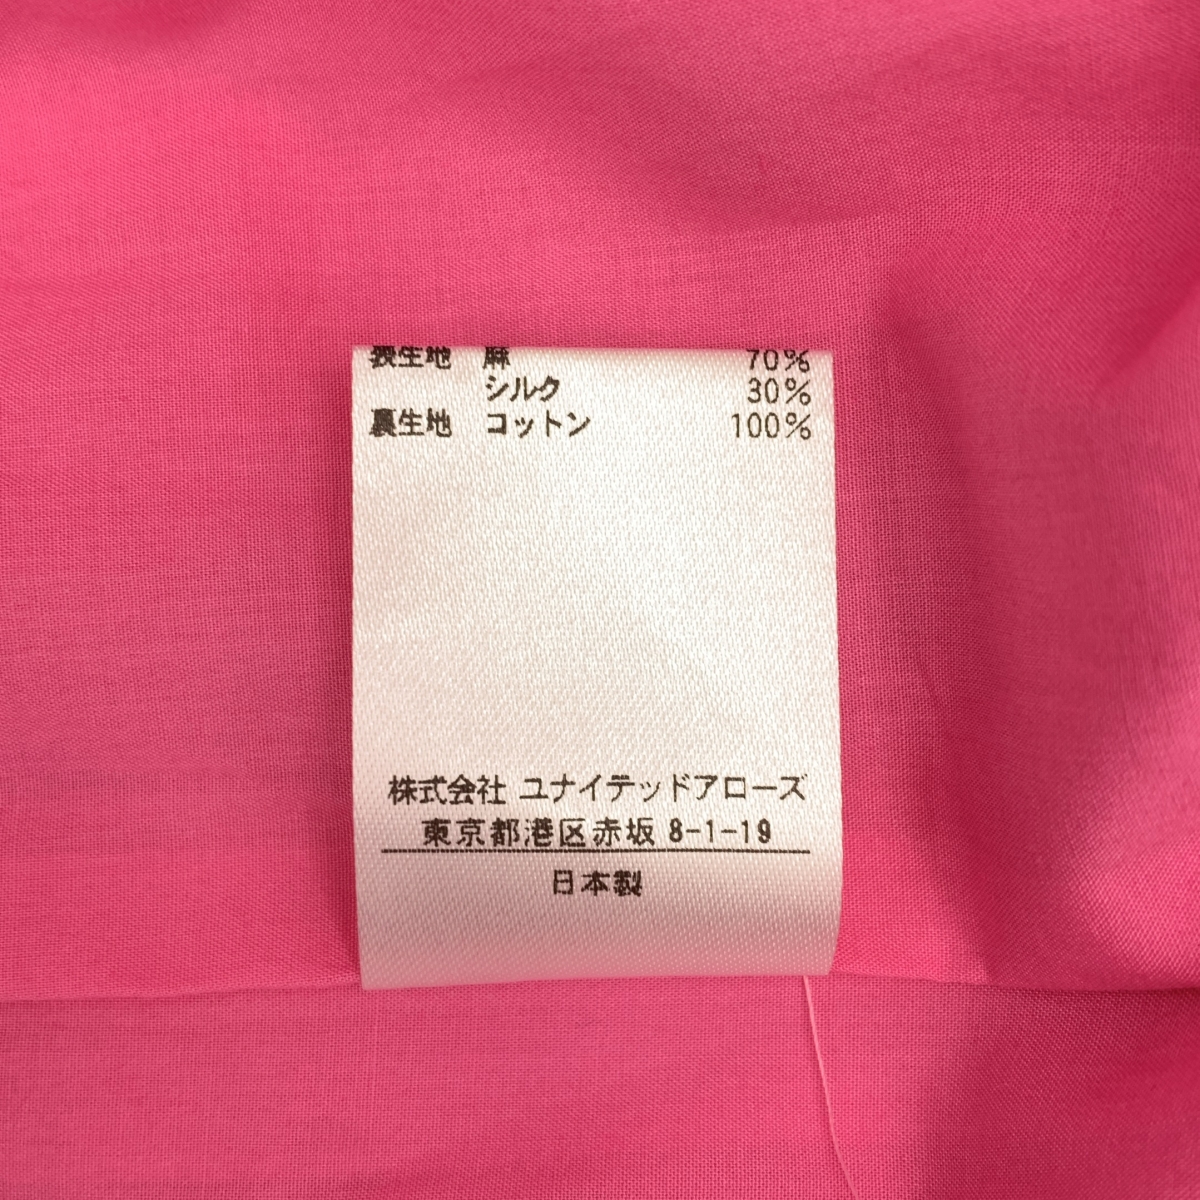 表生地 麻 70%
シルク 30%
裏生地 コットン 100%
株式会社 ユナイテッドアローズ
東京都港区赤坂 8-1-19
日本製